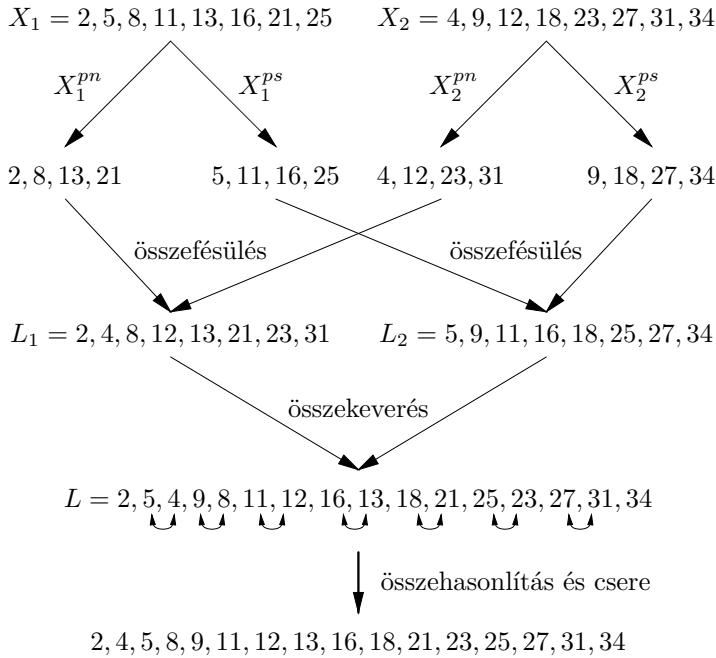 X_1 = 2, 5, 8, 11, 13, 16, 21, 25 X_2 = 4, 9, 12, 18, 23, 27, 31, 34
X_1^{pn} X_1^{ps} X_2^{pn} X_2^{ps}
2, 8, 13, 21 5, 11, 16, 25 4, 12, 23, 31 9, 18, 27, 34
összefésülés összefésülés
L_1 = 2, 4, 8, 12, 13, 21, 23, 31 L_2 = 5, 9, 11, 16, 18, 25, 27, 34
összekeverés
L = 2, 5, 4, 9, 8, 11, 12, 16, 13, 18, 21, 25, 23, 27, 31, 34
összehasonlítás és csere
2, 4, 5, 8, 9, 11, 12, 13, 16, 18, 21, 23, 25, 27, 31, 34